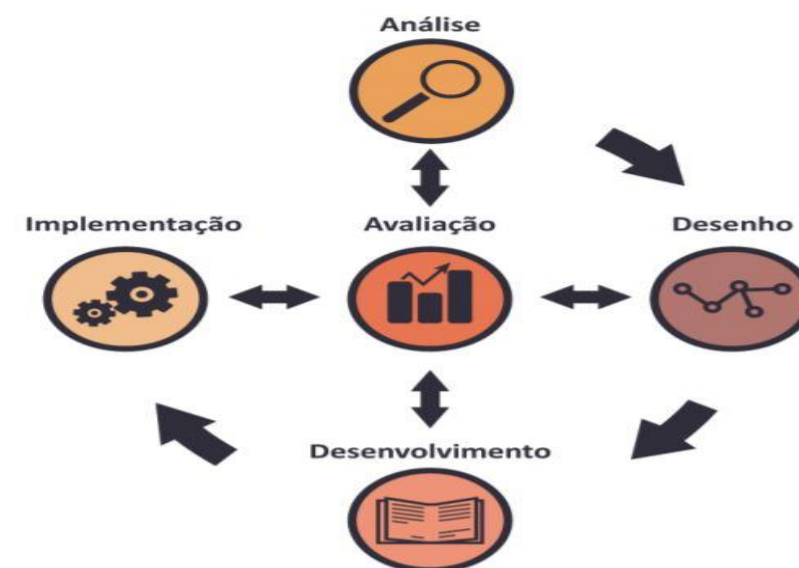 Análise
Implementação
Avaliação
Desenho
Desenvolvimento